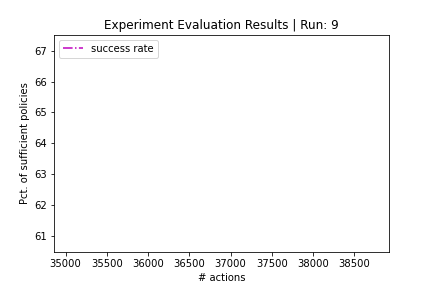 Experiment Evaluation Results | Run: 9
success rate
Pct. of sufficient policies
67
66
65
64
63
62
61
35000 35500 36000 36500 37000 37500 38000 38500
# actions